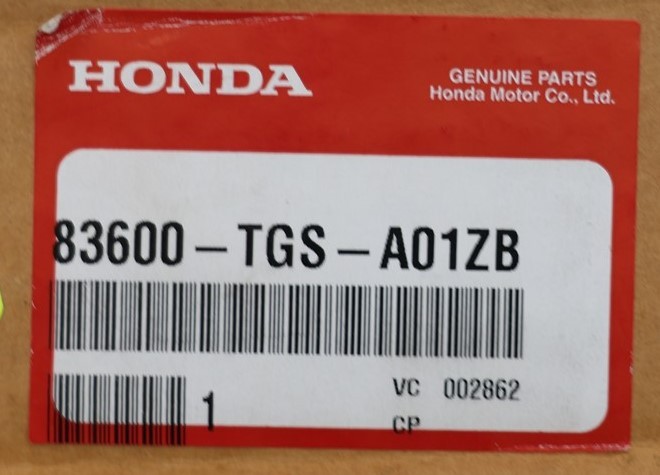 HONDA
GENUINE PARTS
Honda Motor Co., Ltd.
83600-TGS-A01ZB
1
VC 002862
CP